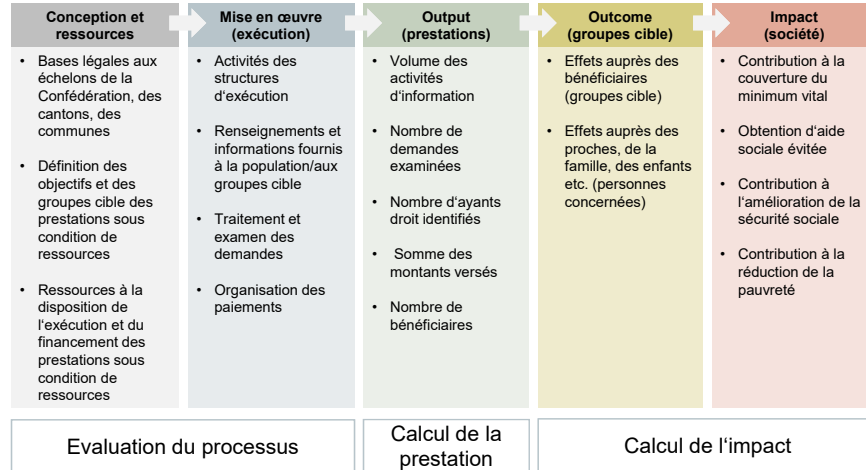 Conception et
ressources
• Bases légales aux
échelons de la
Confédération, des
cantons, des
communes
• Définition des
objectifs et des
groupes cible des
prestations sous
condition de
ressources
• Ressources à la
disposition de
l'exécution et du
financement des
prestations sous
condition de
ressources
Mise en œuvre
(exécution)
• Activités des
structures
d'exécution
• Renseignements et
informations fournis
à la population/aux
groupes cible
• Traitement et
examen des
demandes
• Organisation des
paiements
Output
(prestations)
• Volume des
activités
d'information
• Nombre de
demandes
examinées
• Nombre d'ayants
droit identifiés
• Somme des
montants versés
• Nombre de
bénéficiaires
Outcome
(groupes cible)
• Effets auprès des
bénéficiaires
(groupes cible)
• Effets auprès des
proches, de la
famille, des enfants
etc. (personnes
concernées)
Impact
(société)
• Contribution à la
couverture du
minimum vital
• Obtention d'aide
sociale évitée
• Contribution à
l'amélioration de la
sécurité sociale
• Contribution à la
réduction de la
pauvreté
Evaluation du processus
Calcul de la
prestation
Calcul de l'impact